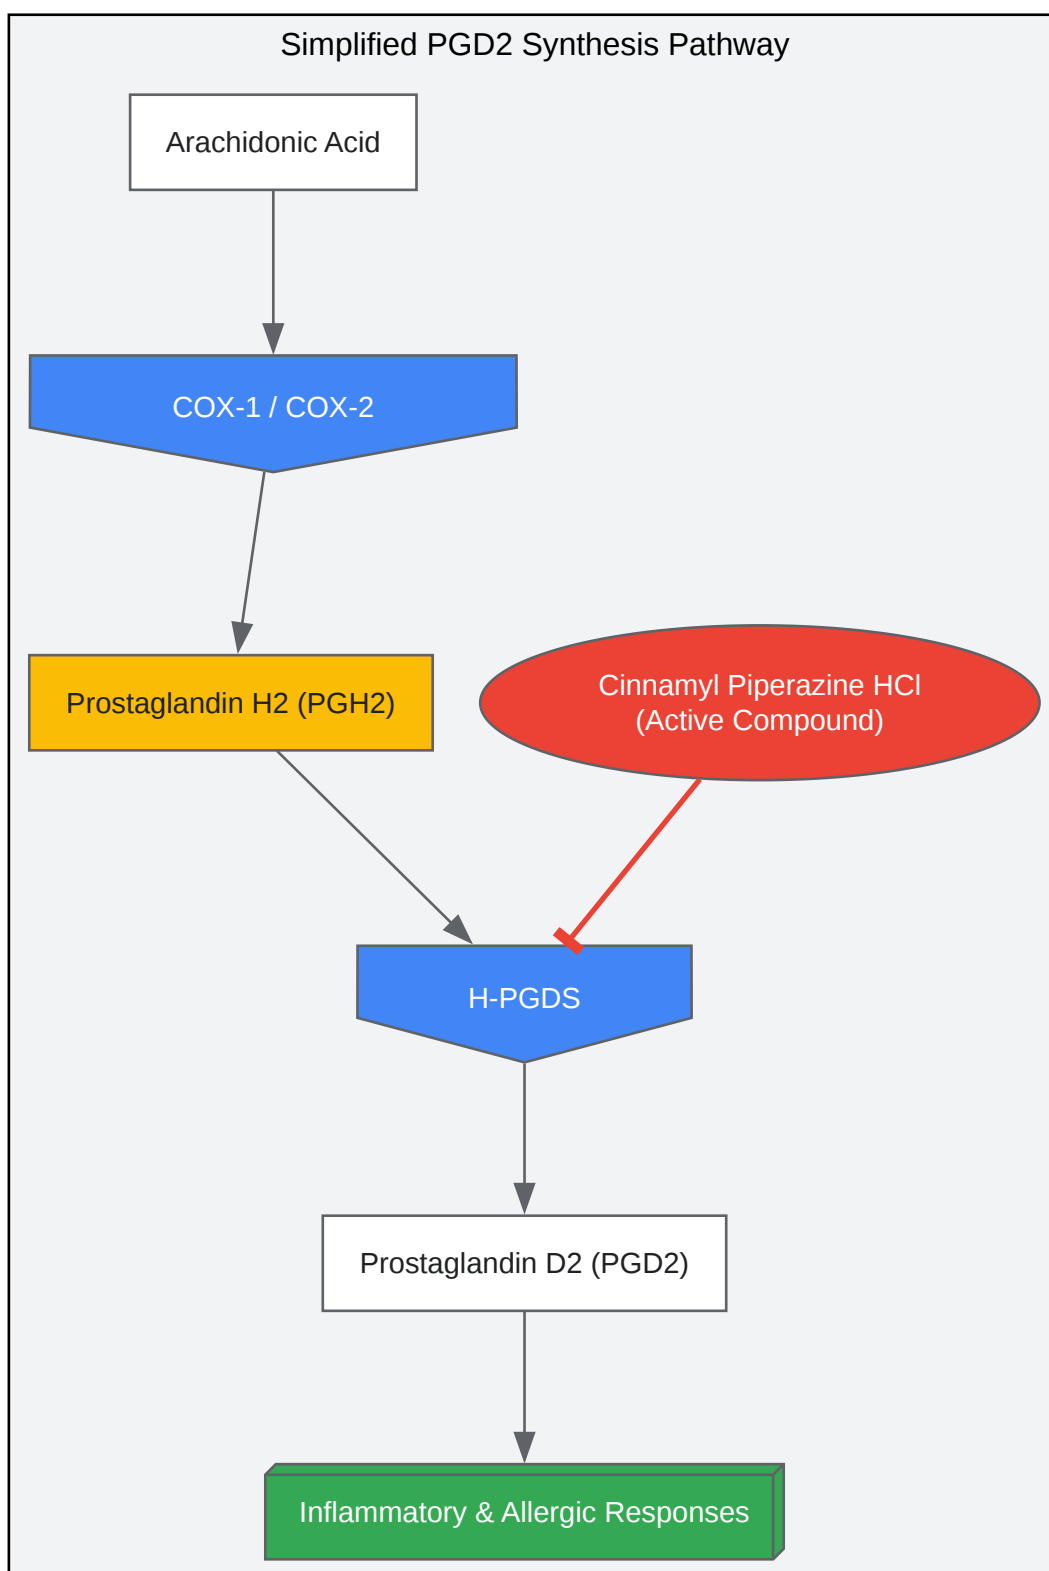 Simplified PGD2 Synthesis Pathway
Arachidonic Acid
COX-1 / COX-2
Prostaglandin H2 (PGH2)
Cinnamyl Piperazine HCl
(Active Compound)
H-PGDS
Prostaglandin D2 (PGD2)
Inflammatory & Allergic Responses